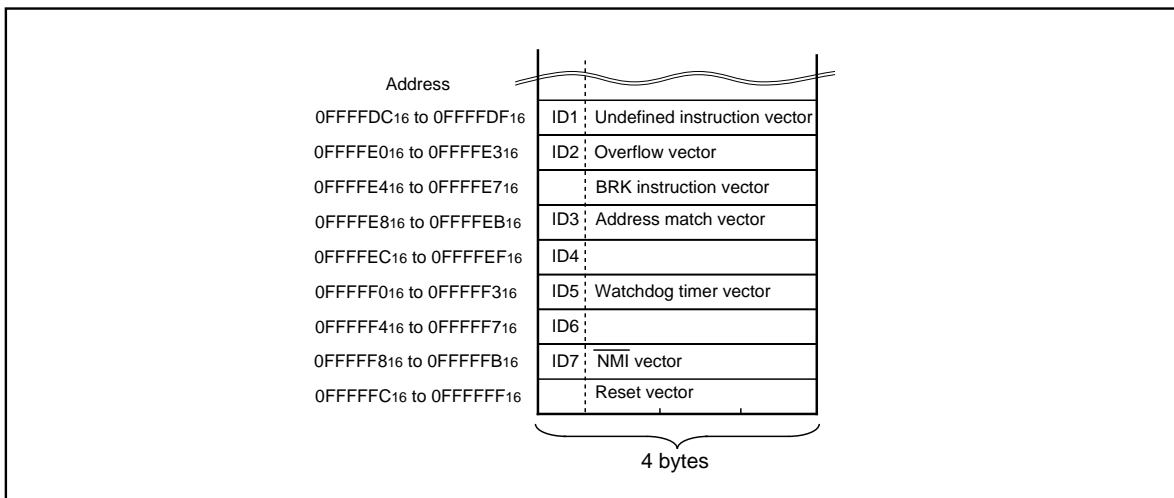 Address
0FFFFDC16 to 0FFFFDF16 ID1 Undefined instruction vector
0FFFFE016 to 0FFFFE316 ID2 Overflow vector
0FFFFE416 to 0FFFFE716 BRK instruction vector
0FFFFE816 to 0FFFFEB16 ID3 Address match vector
0FFFFEC16 to 0FFFFEF16 ID4
0FFFFF016 to 0FFFFF316 ID5 Watchdog timer vector
0FFFFF416 to 0FFFFF716 ID6
0FFFFF816 to 0FFFFFB16 ID7 NMI vector
0FFFFFC16 to 0FFFFFF16 Reset vector
4 bytes